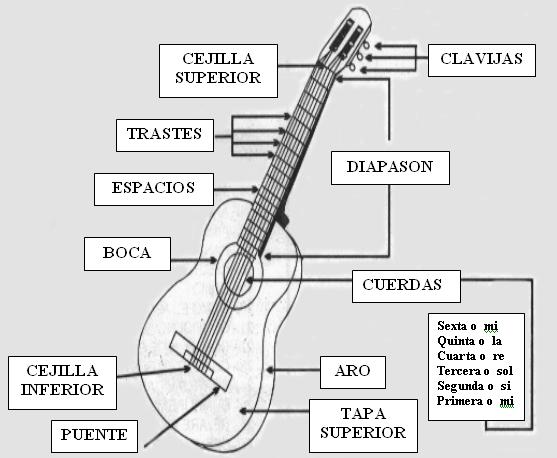 CEJILLA
SUPERIOR
CLAVIJAS
TRASTES
DIAPASON
ESPACIOS
BOCA
CUERDAS
Sexta o mi
Quinta o la
Cuarta o re
Tercera o sol
Segunda o si
Primera o mi
CEJILLA
INFERIOR
ARO
PUENTE
TAPA
SUPERIOR